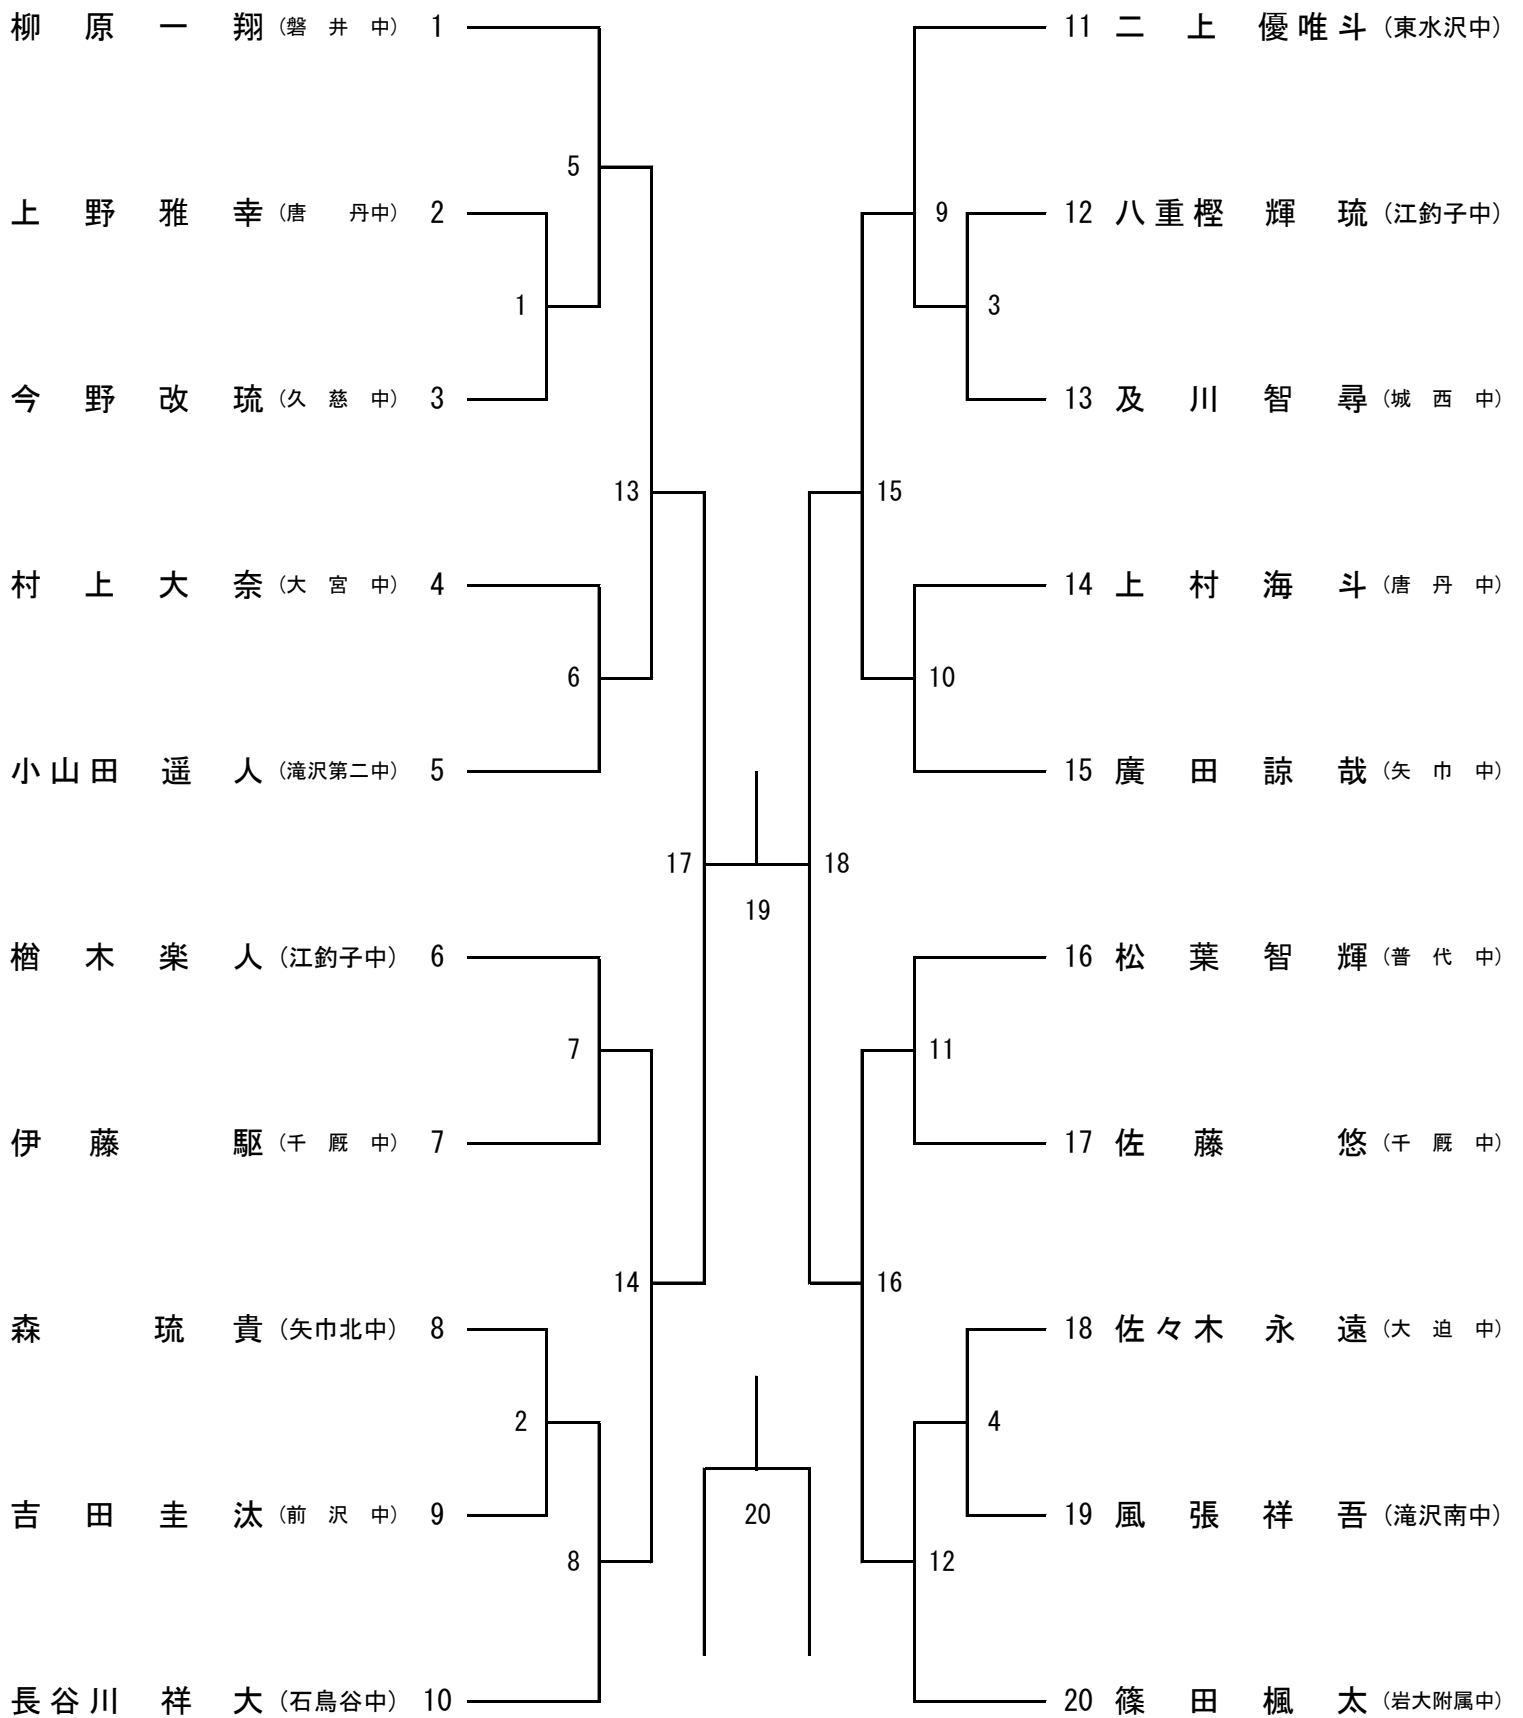 柳原一翔 (磐井中) 1
5
上野雅幸 (唐丹中) 2
1
今野改琉 (久慈中) 3
13
村上大奈 (大宮中) 4
6
小山田遥人 (滝沢第二中) 5
17
楢木楽人 (江釣子中) 6
7
伊藤駆 (千厩中) 7
14
森琉貴 (矢巾北中) 8
2
吉田圭汰 (前沢中) 9
8
長谷川祥大 (石鳥谷中) 10
19
20
11 二上優唯斗 (東水沢中)
9
12 八重樫輝琉 (江釣子中)
3
13 及川智尋 (城西中)
15
14 上村海斗 (唐丹中)
10
15 廣田諒哉 (矢巾中)
18
16 松葉智輝 (普代中)
11
17 佐藤悠 (千厩中)
16
18 佐々木永遠 (大迫中)
4
19 風張祥吾 (滝沢南中)
12
20 篠田楓太 (岩大附属中)